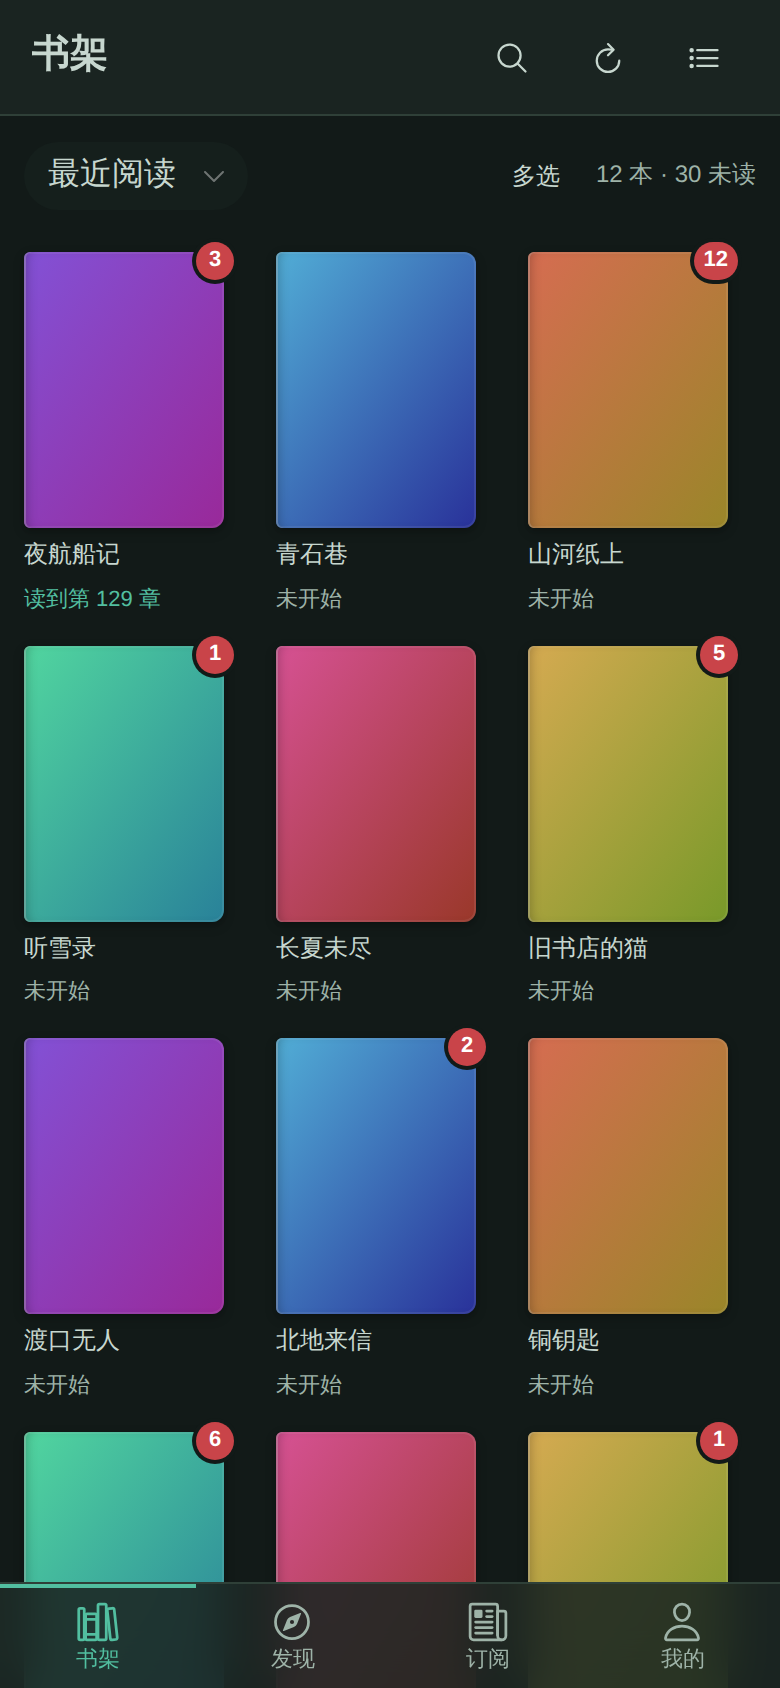 书架
最近阅读
多选
12 本 · 30 未读
3
12
夜航船记
青石巷
山河纸上
读到第 129 章
未开始
未开始
1
5
听雪录
长夏未尽
旧书店的猫
未开始
未开始
未开始
2
渡口无人
北地来信
铜钥匙
未开始
未开始
未开始
6
1
书架
发现
订阅
我的